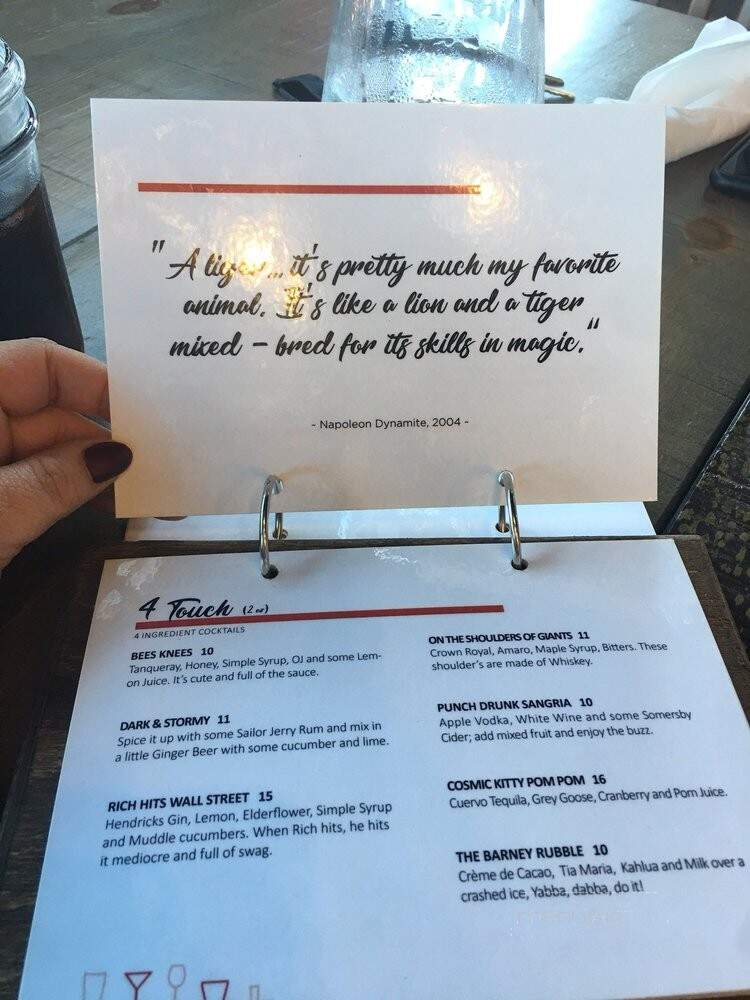 "A liger... it's pretty much my favorite
animal. It's like a lion and a tiger
mixed – bred for its skills in magic."
- Napoleon Dynamite, 2004 -
4 Touch (2 oz)
4 INGREDIENT COCKTAILS
BEES KNEES 10
Tanqueray, Honey, Simple Syrup, OJ and some Lem-
on Juice. It's cute and full of the sauce.
DARK & STORMY 11
Spice it up with some Sailor Jerry Rum and mix in
a little Ginger Beer with some cucumber and lime.
RICH HITS WALL STREET 15
Hendricks Gin, Lemon, Elderflower, Simple Syrup
and Muddle cucumbers. When Rich hits, he hits
it mediocre and full of swag.
ON THE SHOULDERS OF GIANTS 11
Crown Royal, Amaro, Maple Syrup, Bitters. These
shoulder's are made of Whiskey.
PUNCH DRUNK SANGRIA 10
Apple Vodka, White Wine and some Somersby
Cider; add mixed fruit and enjoy the buzz.
COSMIC KITTY POM POM 16
Cuervo Tequila, Grey Goose, Cranberry and Pom Juice.
THE BARNEY RUBBLE 10
Crème de Cacao, Tia Maria, Kahlua and Milk over a
crashed ice, Yabba, dabba, do it!